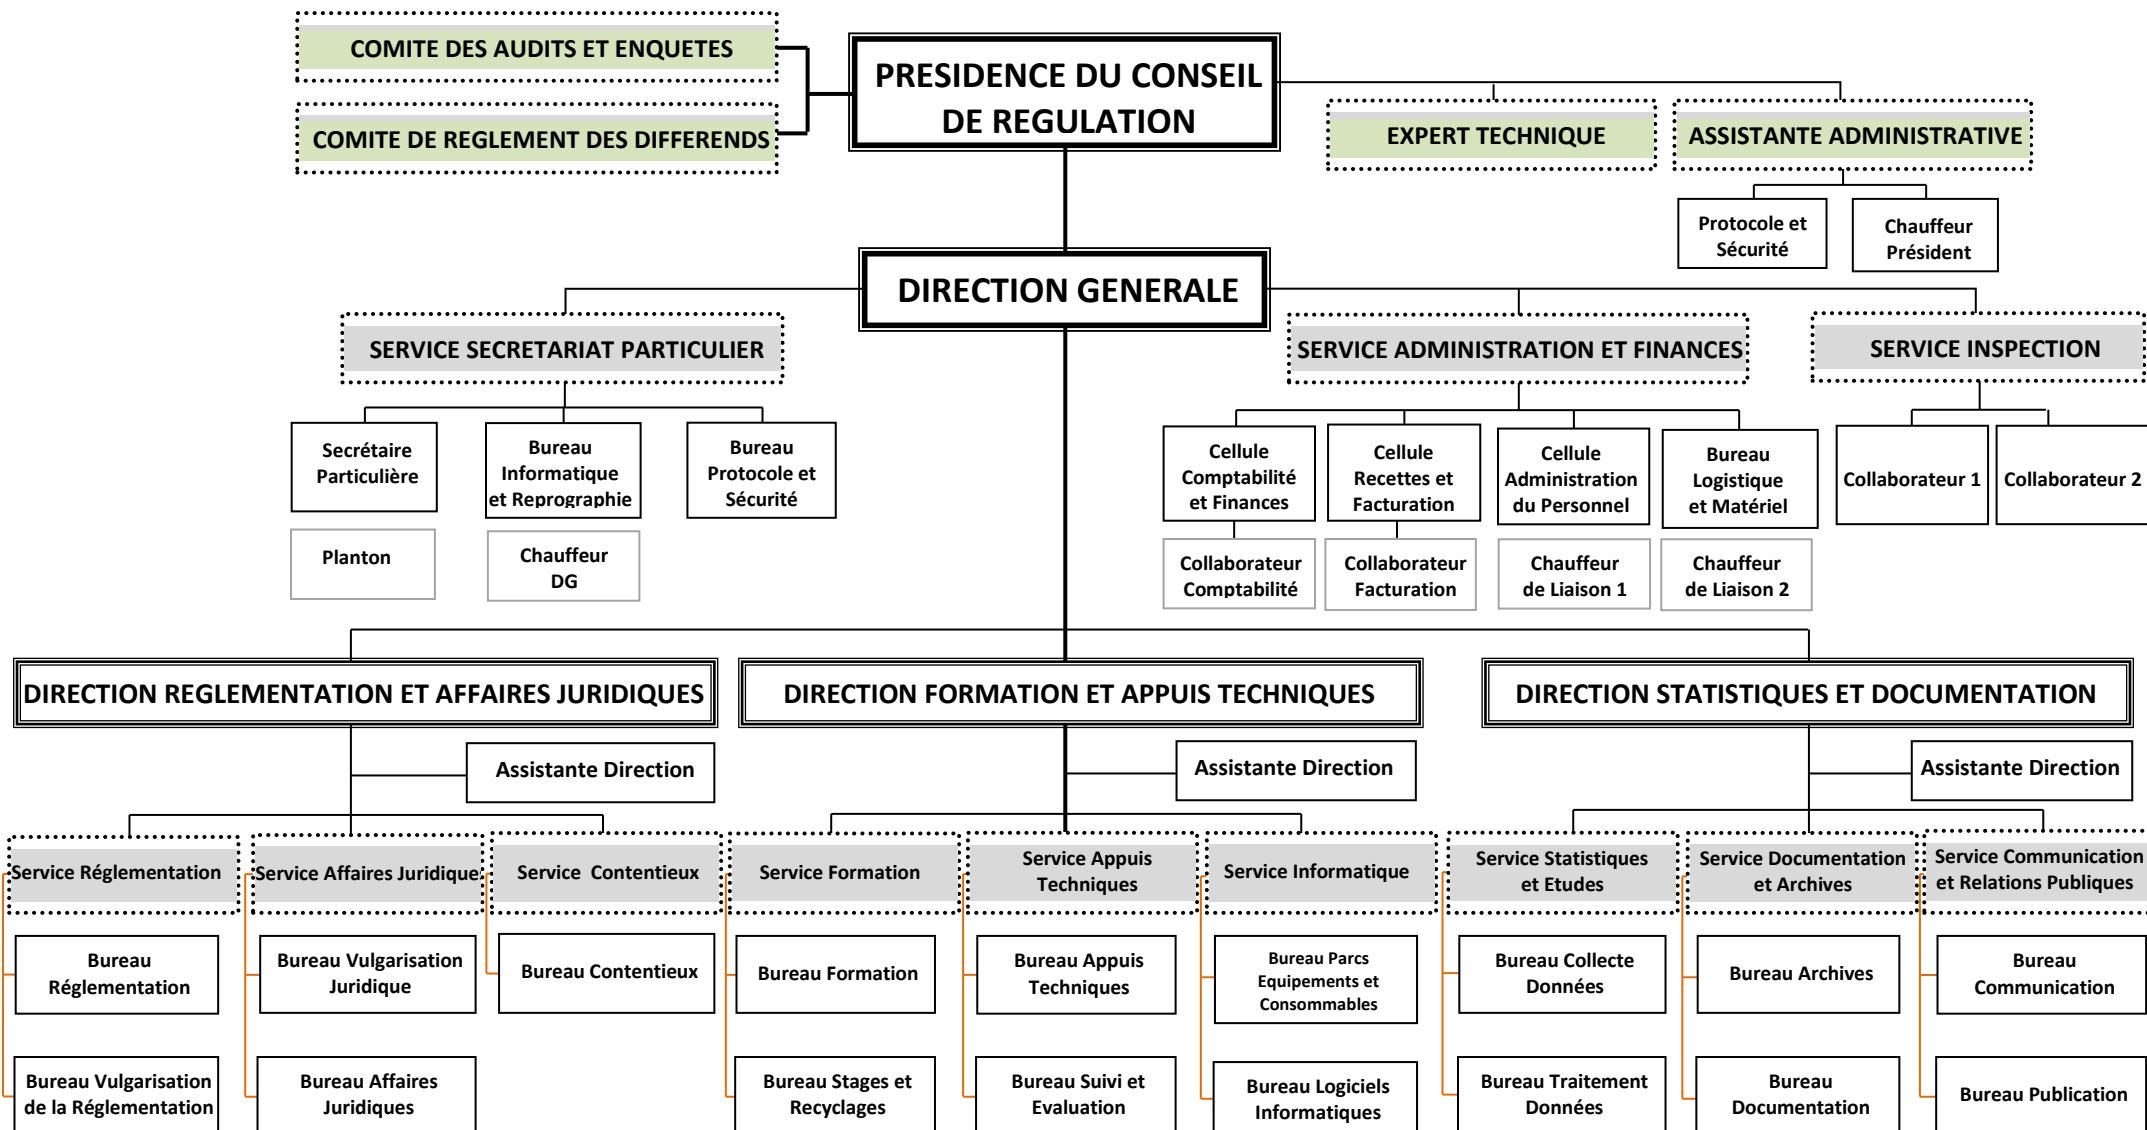 COMITE DES AUDITS ET ENQUETES
COMITE DE REGLEMENT DES DIFFERENDS
PRESIDENCE DU CONSEIL
DE REGULATION
EXPERT TECHNIQUE
ASSISTANTE ADMINISTRATIVE
Protocole et
Sécurité
Chauffeur
Président
DIRECTION GENERALE
SERVICE SECRETARIAT PARTICULIER
SERVICE ADMINISTRATION ET FINANCES
SERVICE INSPECTION
Secrétaire
Particulière
Bureau
Informatique
et Reprographie
Bureau
Protocole et
Sécurité
Cellule
Comptabilité
et Finances
Cellule
Recettes et
Facturation
Cellule
Administration
du Personnel
Bureau
Logistique
et Matériel
Collaborateur 1
Collaborateur 2
Planton
Chauffeur
DG
Collaborateur
Comptabilité
Collaborateur
Facturation
Chauffeur
de Liaison 1
Chauffeur
de Liaison 2
DIRECTION REGLEMENTATION ET AFFAIRES JURIDIQUES
DIRECTION FORMATION ET APPUIS TECHNIQUES
DIRECTION STATISTIQUES ET DOCUMENTATION
Assistante Direction
Assistante Direction
Assistante Direction
Service Réglementation
Service Affaires Juridique
Service Contentieux
Service Formation
Service Appuis
Techniques
Service Informatique
Service Statistiques
et Etudes
Service Documentation
et Archives
Service Communication
et Relations Publiques
Bureau
Réglementation
Bureau Vulgarisation
Juridique
Bureau Contentieux
Bureau Formation
Bureau Appuis
Techniques
Bureau Parcs
Equipements et
Consommables
Bureau Collecte
Données
Bureau Archives
Bureau
Communication
Bureau Vulgarisation
de la Réglementation
Bureau Affaires
Juridiques
Bureau Stages et
Recyclages
Bureau Suivi et
Evaluation
Bureau Logiciels
Informatiques
Bureau Traitement
Données
Bureau
Documentation
Bureau Publication